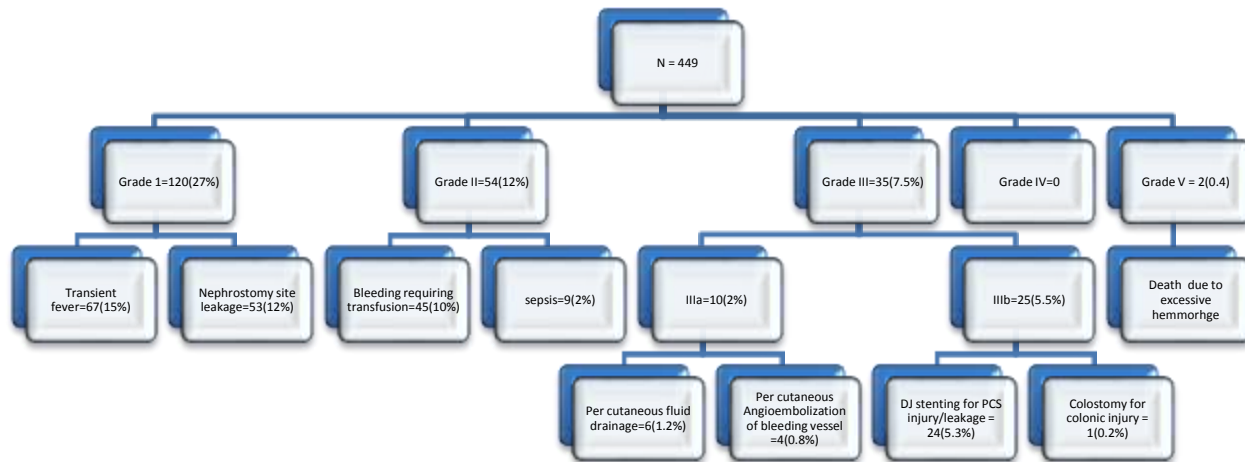 N = 449
Grade 1=120(27%)
Grade II=54(12%)
Grade III=35(7.5%)
Grade IV=0
Grade V = 2(0.4)
Transient
fever=67(15%)
Nephrostomy site
leakage=53(12%)
Bleeding requiring
transfusion=45(10%)
sepsis=9(2%)
IIIa=10(2%)
IIIb=25(5.5%)
Death due to
excessive
hemmorhge
Per cutaneous fluid
drainage=6(1.2%)
Per cutaneous
Angioembolization
of bleeding vessel
=4(0.8%)
DJ stenting for PCS
injury/leakage =
24(5.3%)
Colostomy for
colonic injury =
1(0.2%)